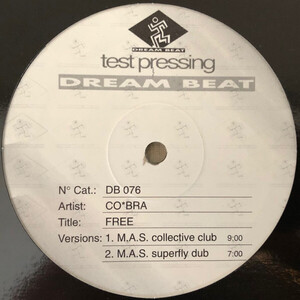 DREAM BEAT
test pressing
DREAM BEAT
N° Cat.: DB 076
Artist: CO*BRA
Title: FREE
Versions: 1. M.A.S. collective club 9:00
2. M.A.S. superfly dub 7:00